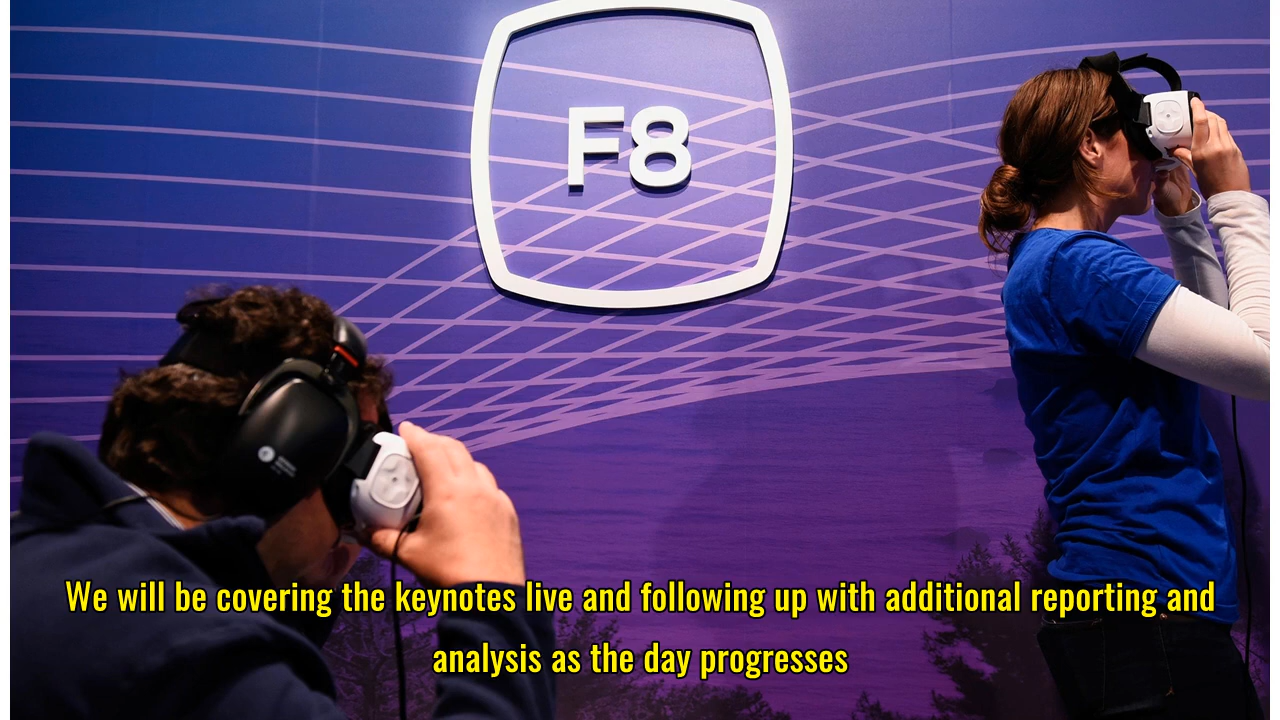 F8
We will be covering the keynotes live and following up with additional reporting and
analysis as the day progresses